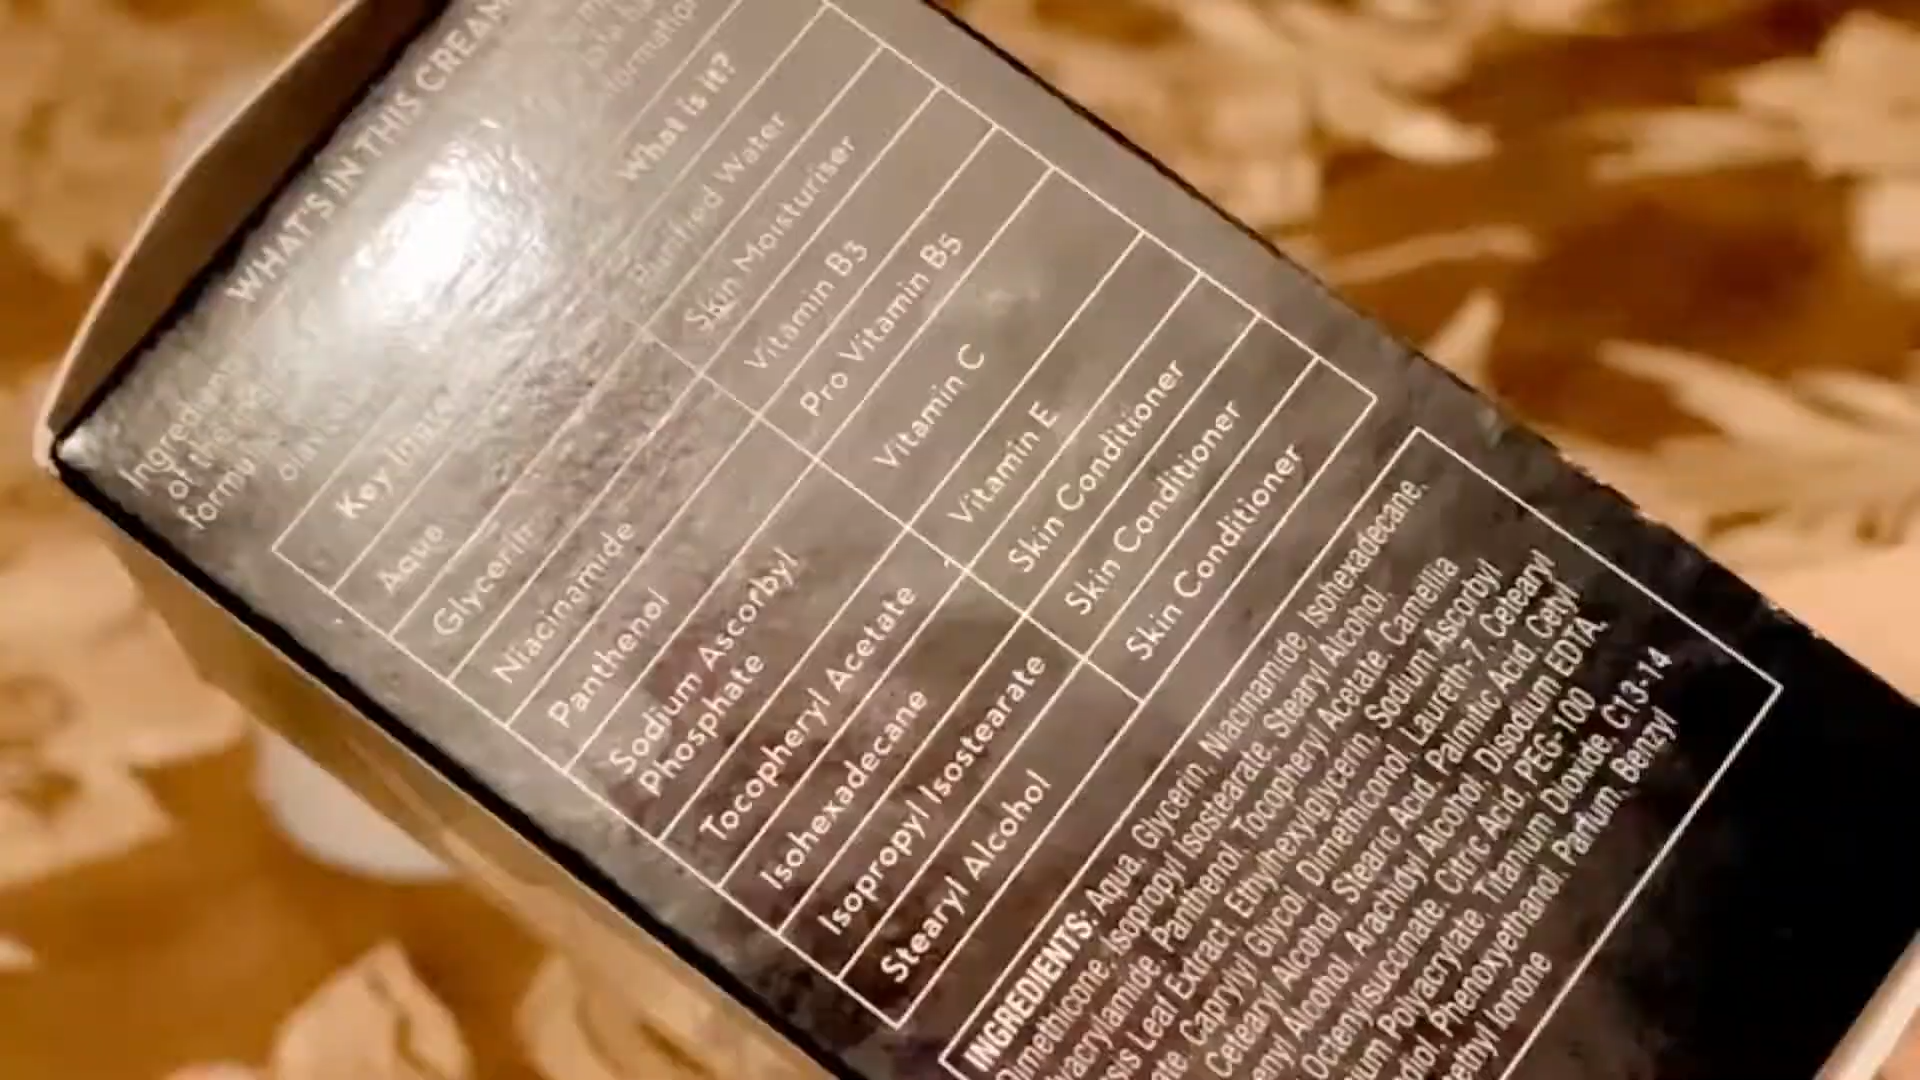 WHAT'S IN THIS CREAM
of the
What is it?
Aqua
Purified Water
Glycerin
Skin Moisturiser
Niacinamide
Vitamin B3
Panthenol
Pro Vitamin B5
Sodium Ascorbyl
Phosphate
Vitamin C
Tocopheryl Acetate
Vitamin E
Isohexadecane
Skin Conditioner
Isopropyl Isostearate
Skin Conditioner
Stearyl Alcohol
Skin Conditioner
INGREDIENTS: Aqua, Glycerin, Niacinamide, Isohexadecane,
Dimethicone, Isopropyl Isostearate, Stearyl Alcohol,
Panthenol, Tocopheryl Acetate, Camellia
Leaf Extract, Ethylhexylglycerin, Sodium Ascorbyl
Caprylyl Glycol, Dimethiconol, Laureth-7, Cetearyl
Cetearyl Alcohol, Stearic Acid, Palmitic Acid, Cetyl
Alcohol, Arachidyl Alcohol, Disodium EDTA,
Octenylsuccinate, Citric Acid, PEG-100
Polyacrylate, Titanium Dioxide, C13-14
Phenoxyethanol, Parfum, Benzyl
Ionone